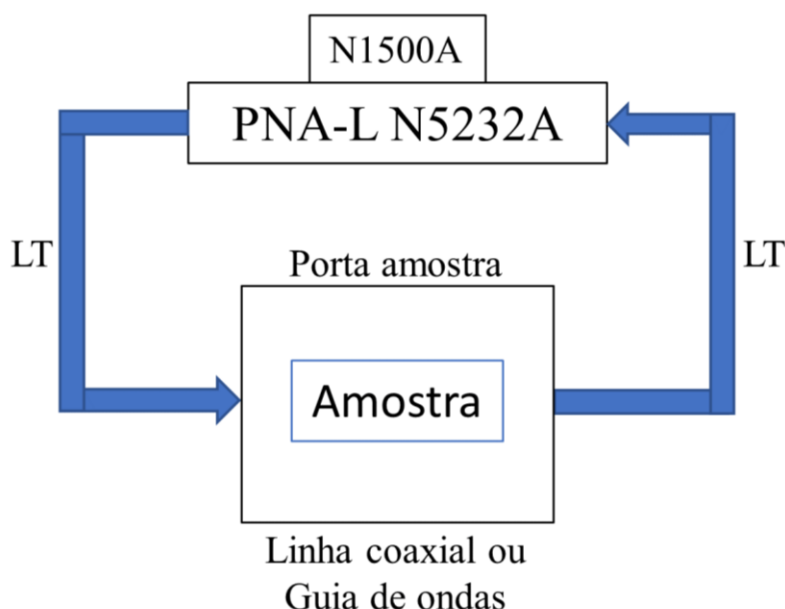 N1500A
PNA-L N5232A
LT
LT
Porta amostra
Amostra
Linha coaxial ou
Guia de ondas